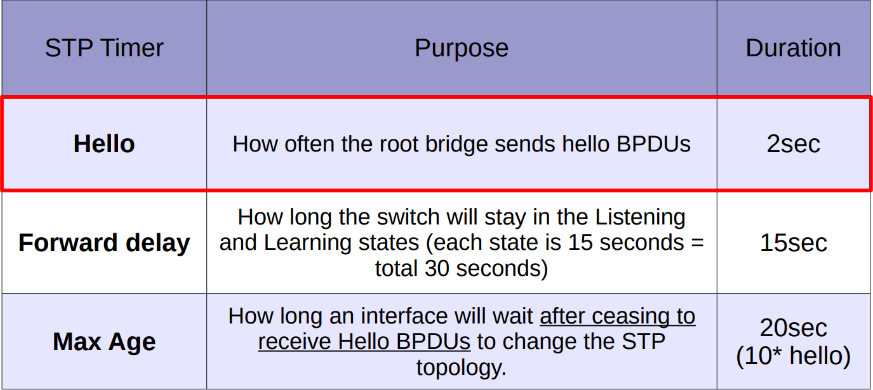 STP Timer
Purpose
Duration
Hello
How often the root bridge sends hello BPDUs
2sec
Forward delay
How long the switch will stay in the Listening
and Learning states (each state is 15 seconds =
total 30 seconds)
15sec
Max Age
How long an interface will wait after ceasing to
receive Hello BPDUs to change the STP
topology.
20sec
(10* hello)